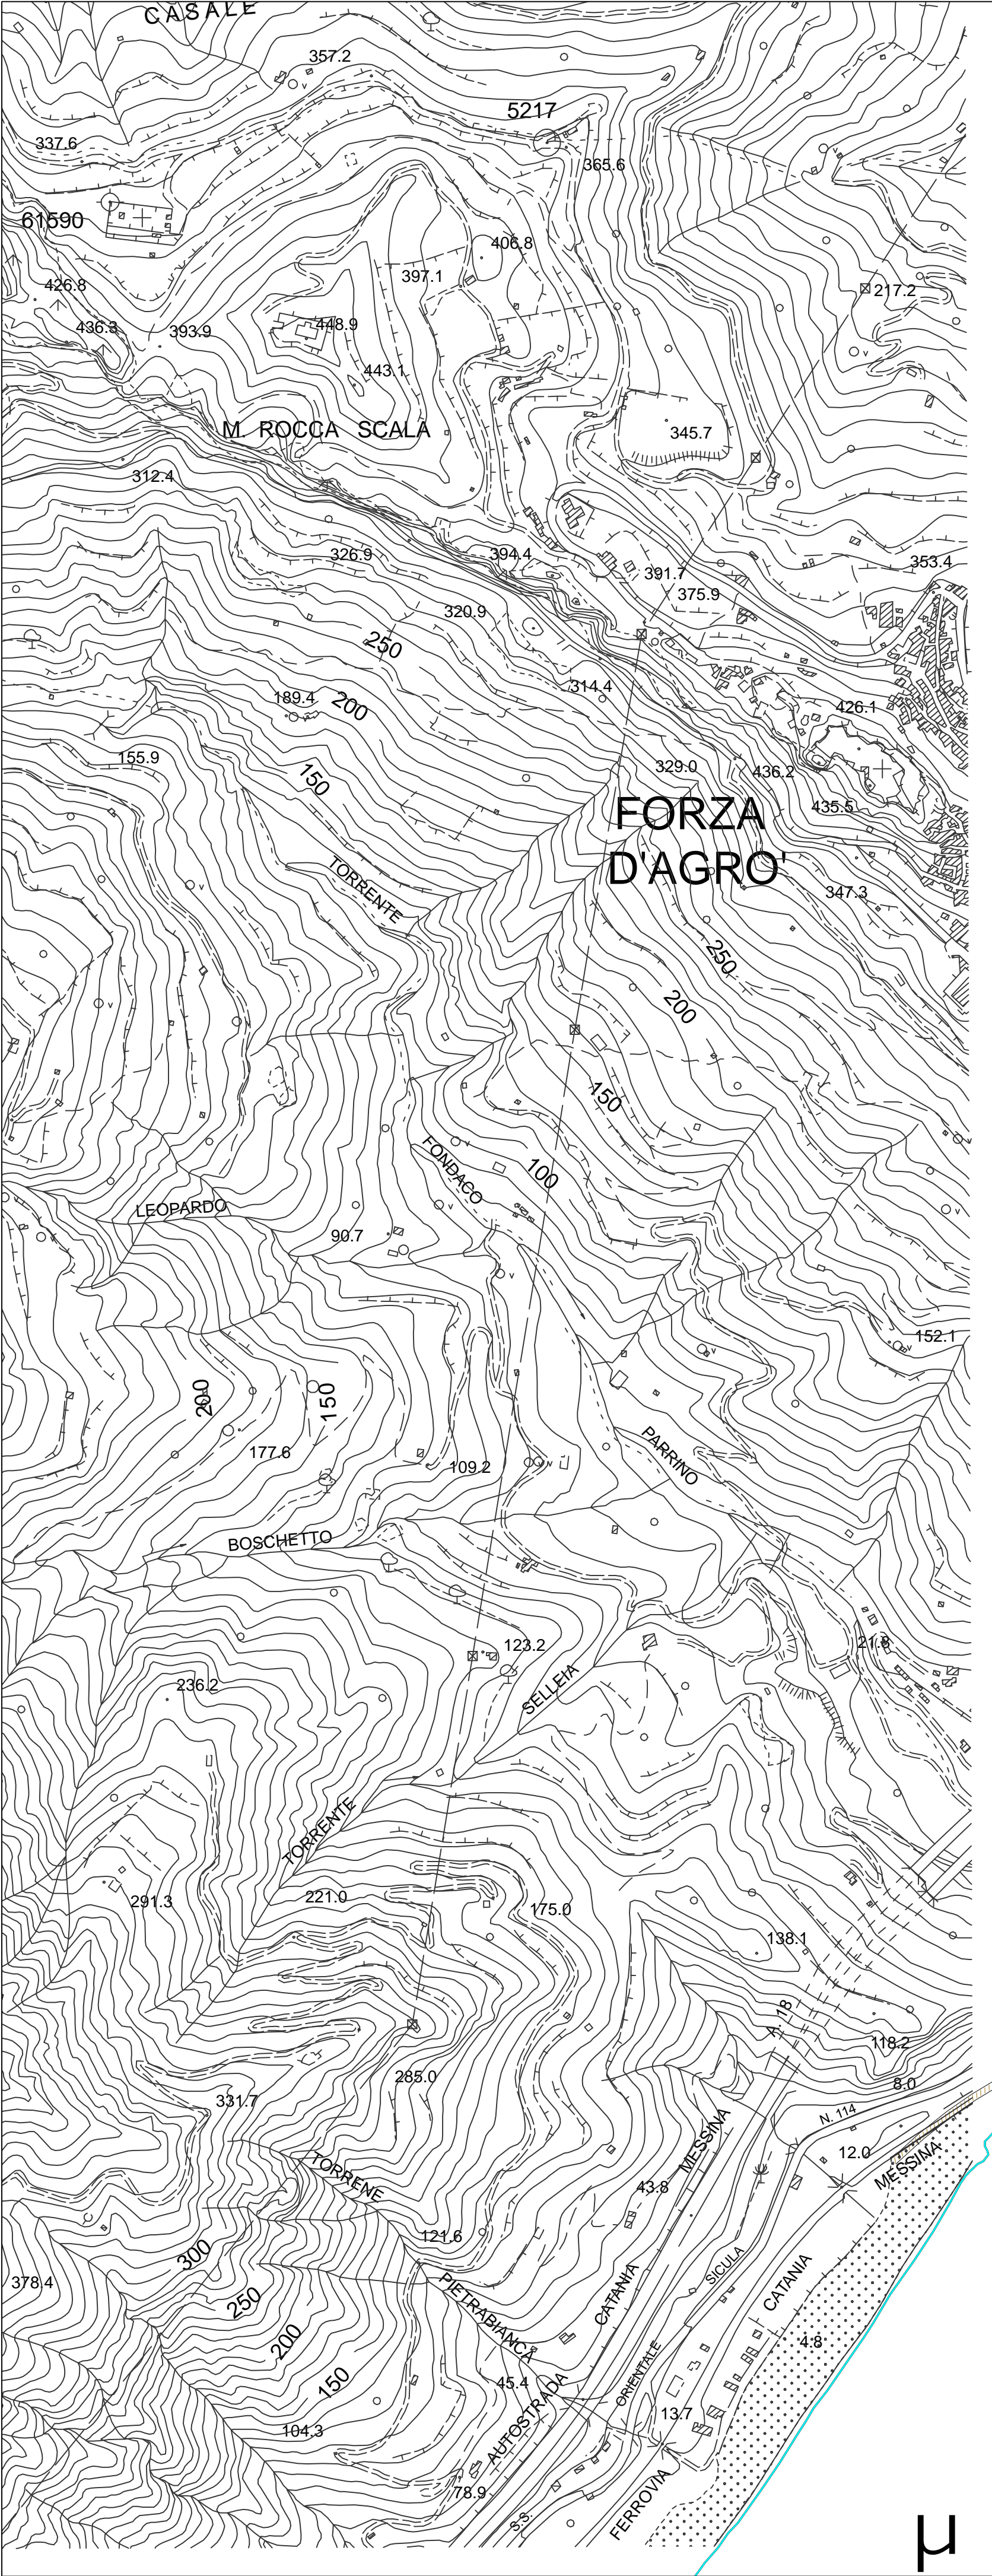 CASALE
357.2
5217
337.6
365.6
61590
406.8
397.1
426.8
217.2
436.3
393.9
448.9
443.1
M. ROCCA SCALA
345.7
312.4
326.9
394.4
353.4
391.7
375.9
320.9
250
314.4
189.4
200
426.1
155.9
150
329.0
436.2
435.5
FORZA
D'AGRO'
TORRENTE
347.3
250
200
150
FONDACO
100
LEOPARDO
90.7
152.1
200
150
177.6
109.2
PARRINO
BOSCHETTO
123.2
21.8
SELLEIA
236.2
TORRENTE
291.3
221.0
175.0
138.1
A. 18
118.2
285.0
8.0
331.7
N. 114
MESSINA
12.0
MESSINA
TORRENE
43.8
121.6
SICULA
300
378.4
PIETRABIANCA
CATANIA
CATANIA
250
200
4.8
150
45.4
ORIENTALE
13.7
104.3
AUTOSTRADA
78.9
S.S.
FERROVIA
µ